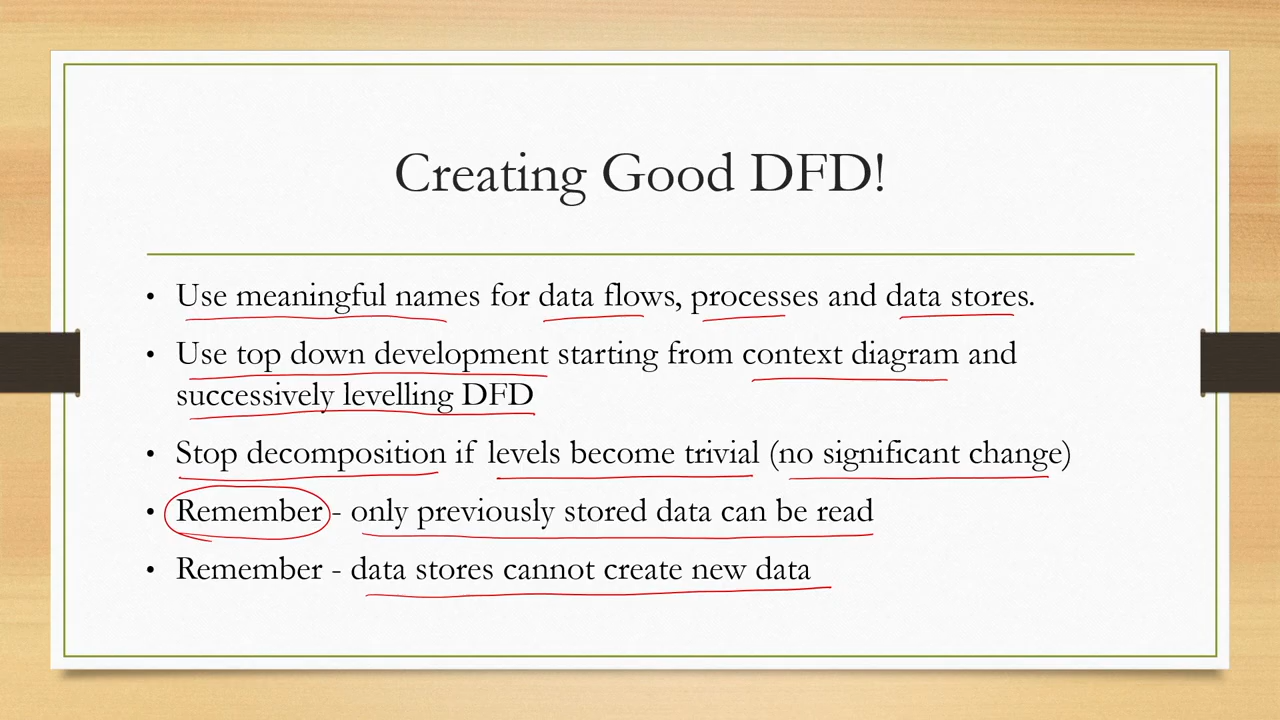 Creating Good DFD!
• Use meaningful names for data flows, processes and data stores.
• Use top down development starting from context diagram and
successively levelling DFD
• Stop decomposition if levels become trivial (no significant change)
• Remember - only previously stored data can be read
• Remember - data stores cannot create new data